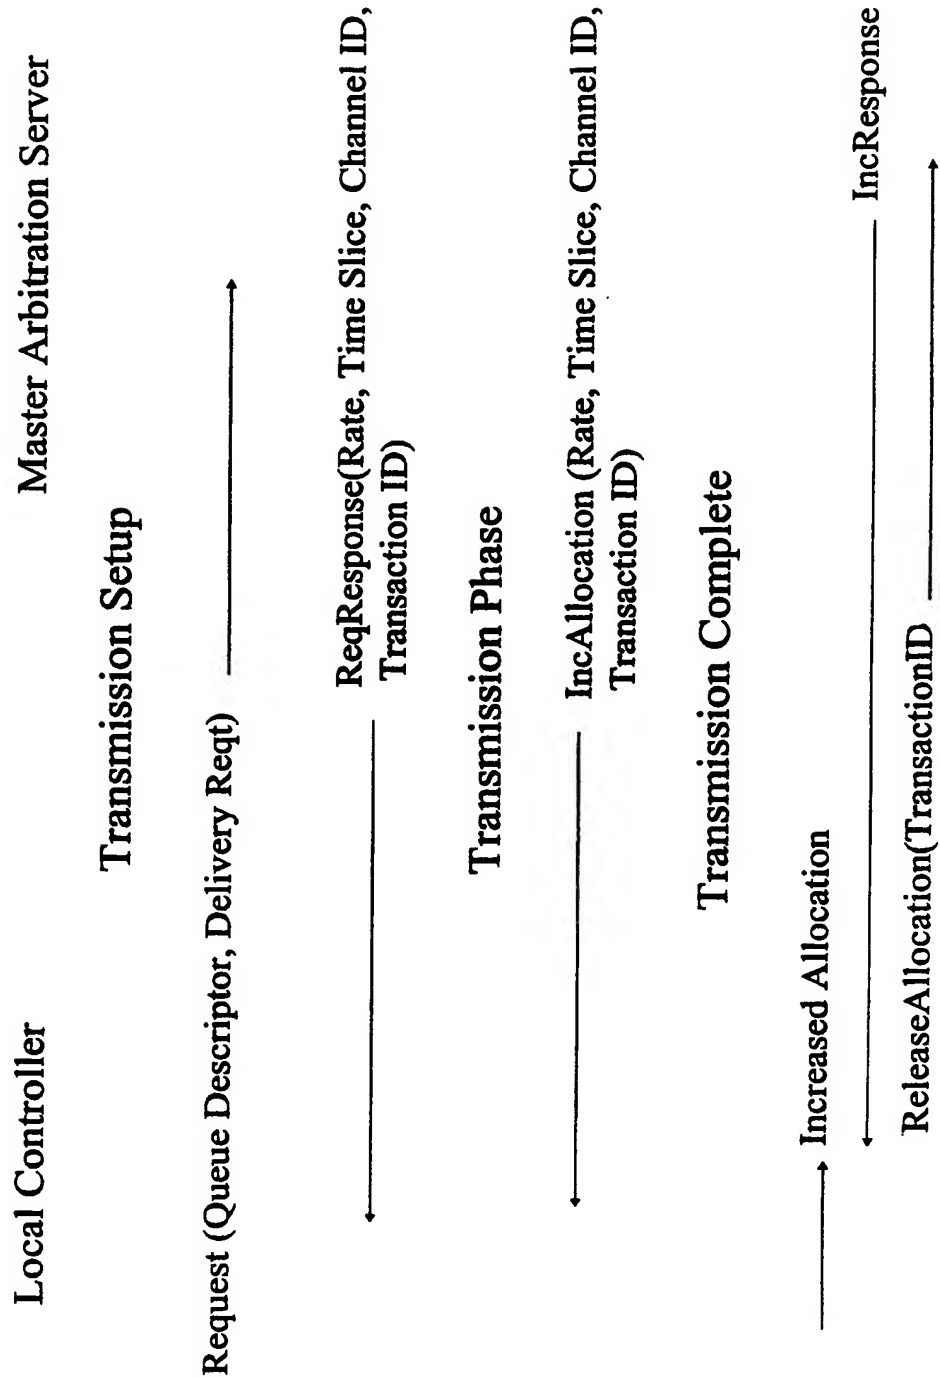 Local Controller
Master Arbitration Server
Transmission Setup
Request (Queue Descriptor, Delivery Reqt)
ReqResponse(Rate, Time Slice, Channel ID,
Transaction ID)
Transmission Phase
IncAllocation (Rate, Time Slice, Channel ID,
Transaction ID)
Transmission Complete
Increased Allocation
IncResponse
ReleaseAllocation(TransactionID